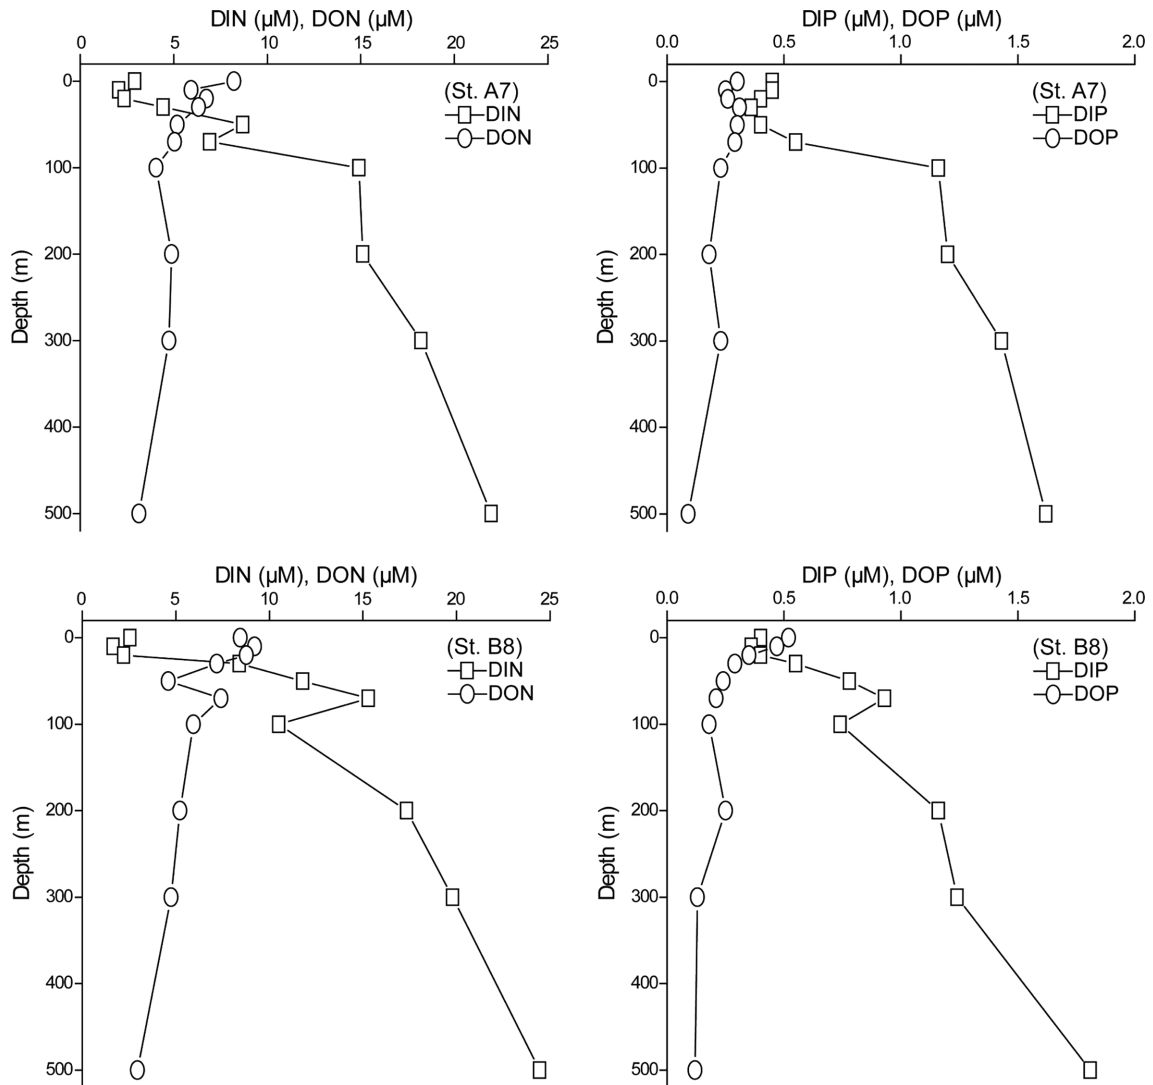 DIN (µM), DON (µM)
0 5 10 15 20 25
0
100
200
300
400
500
Depth (m)
(St. A7)
DIN
DON
DIP (µM), DOP (µM)
0.0 0.5 1.0 1.5 2.0
0
100
200
300
400
500
Depth (m)
(St. A7)
DIP
DOP
DIN (µM), DON (µM)
0 5 10 15 20 25
0
100
200
300
400
500
Depth (m)
(St. B8)
DIN
DON
DIP (µM), DOP (µM)
0.0 0.5 1.0 1.5 2.0
0
100
200
300
400
500
Depth (m)
(St. B8)
DIP
DOP